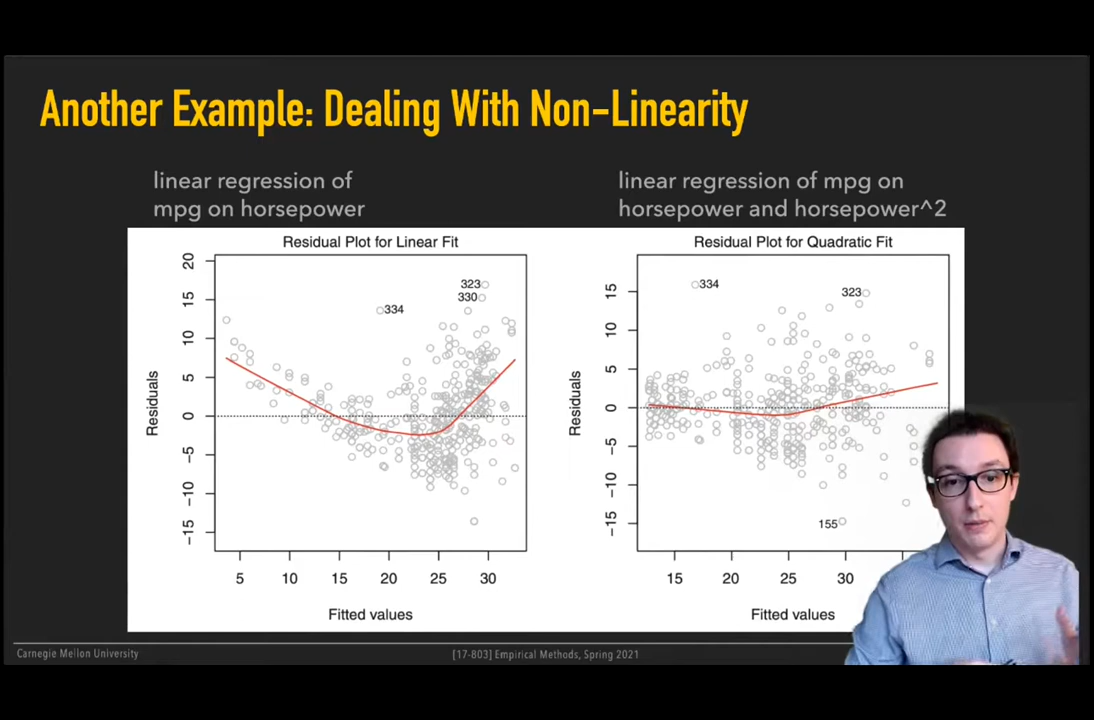 Another Example: Dealing With Non-Linearity
linear regression of
mpg on horsepower
linear regression of mpg on
horsepower and horsepower^2
Residual Plot for Linear Fit
20
15
10
5
0
−5
−10
−15
Residuals
323
330
334
5
10
15
20
25
30
Fitted values
Residual Plot for Quadratic Fit
15
10
5
0
−5
−10
−15
Residuals
334
323
155
15
20
25
30
Fitted values
Carnegie Mellon University
[17-803] Empirical Methods, Spring 2021